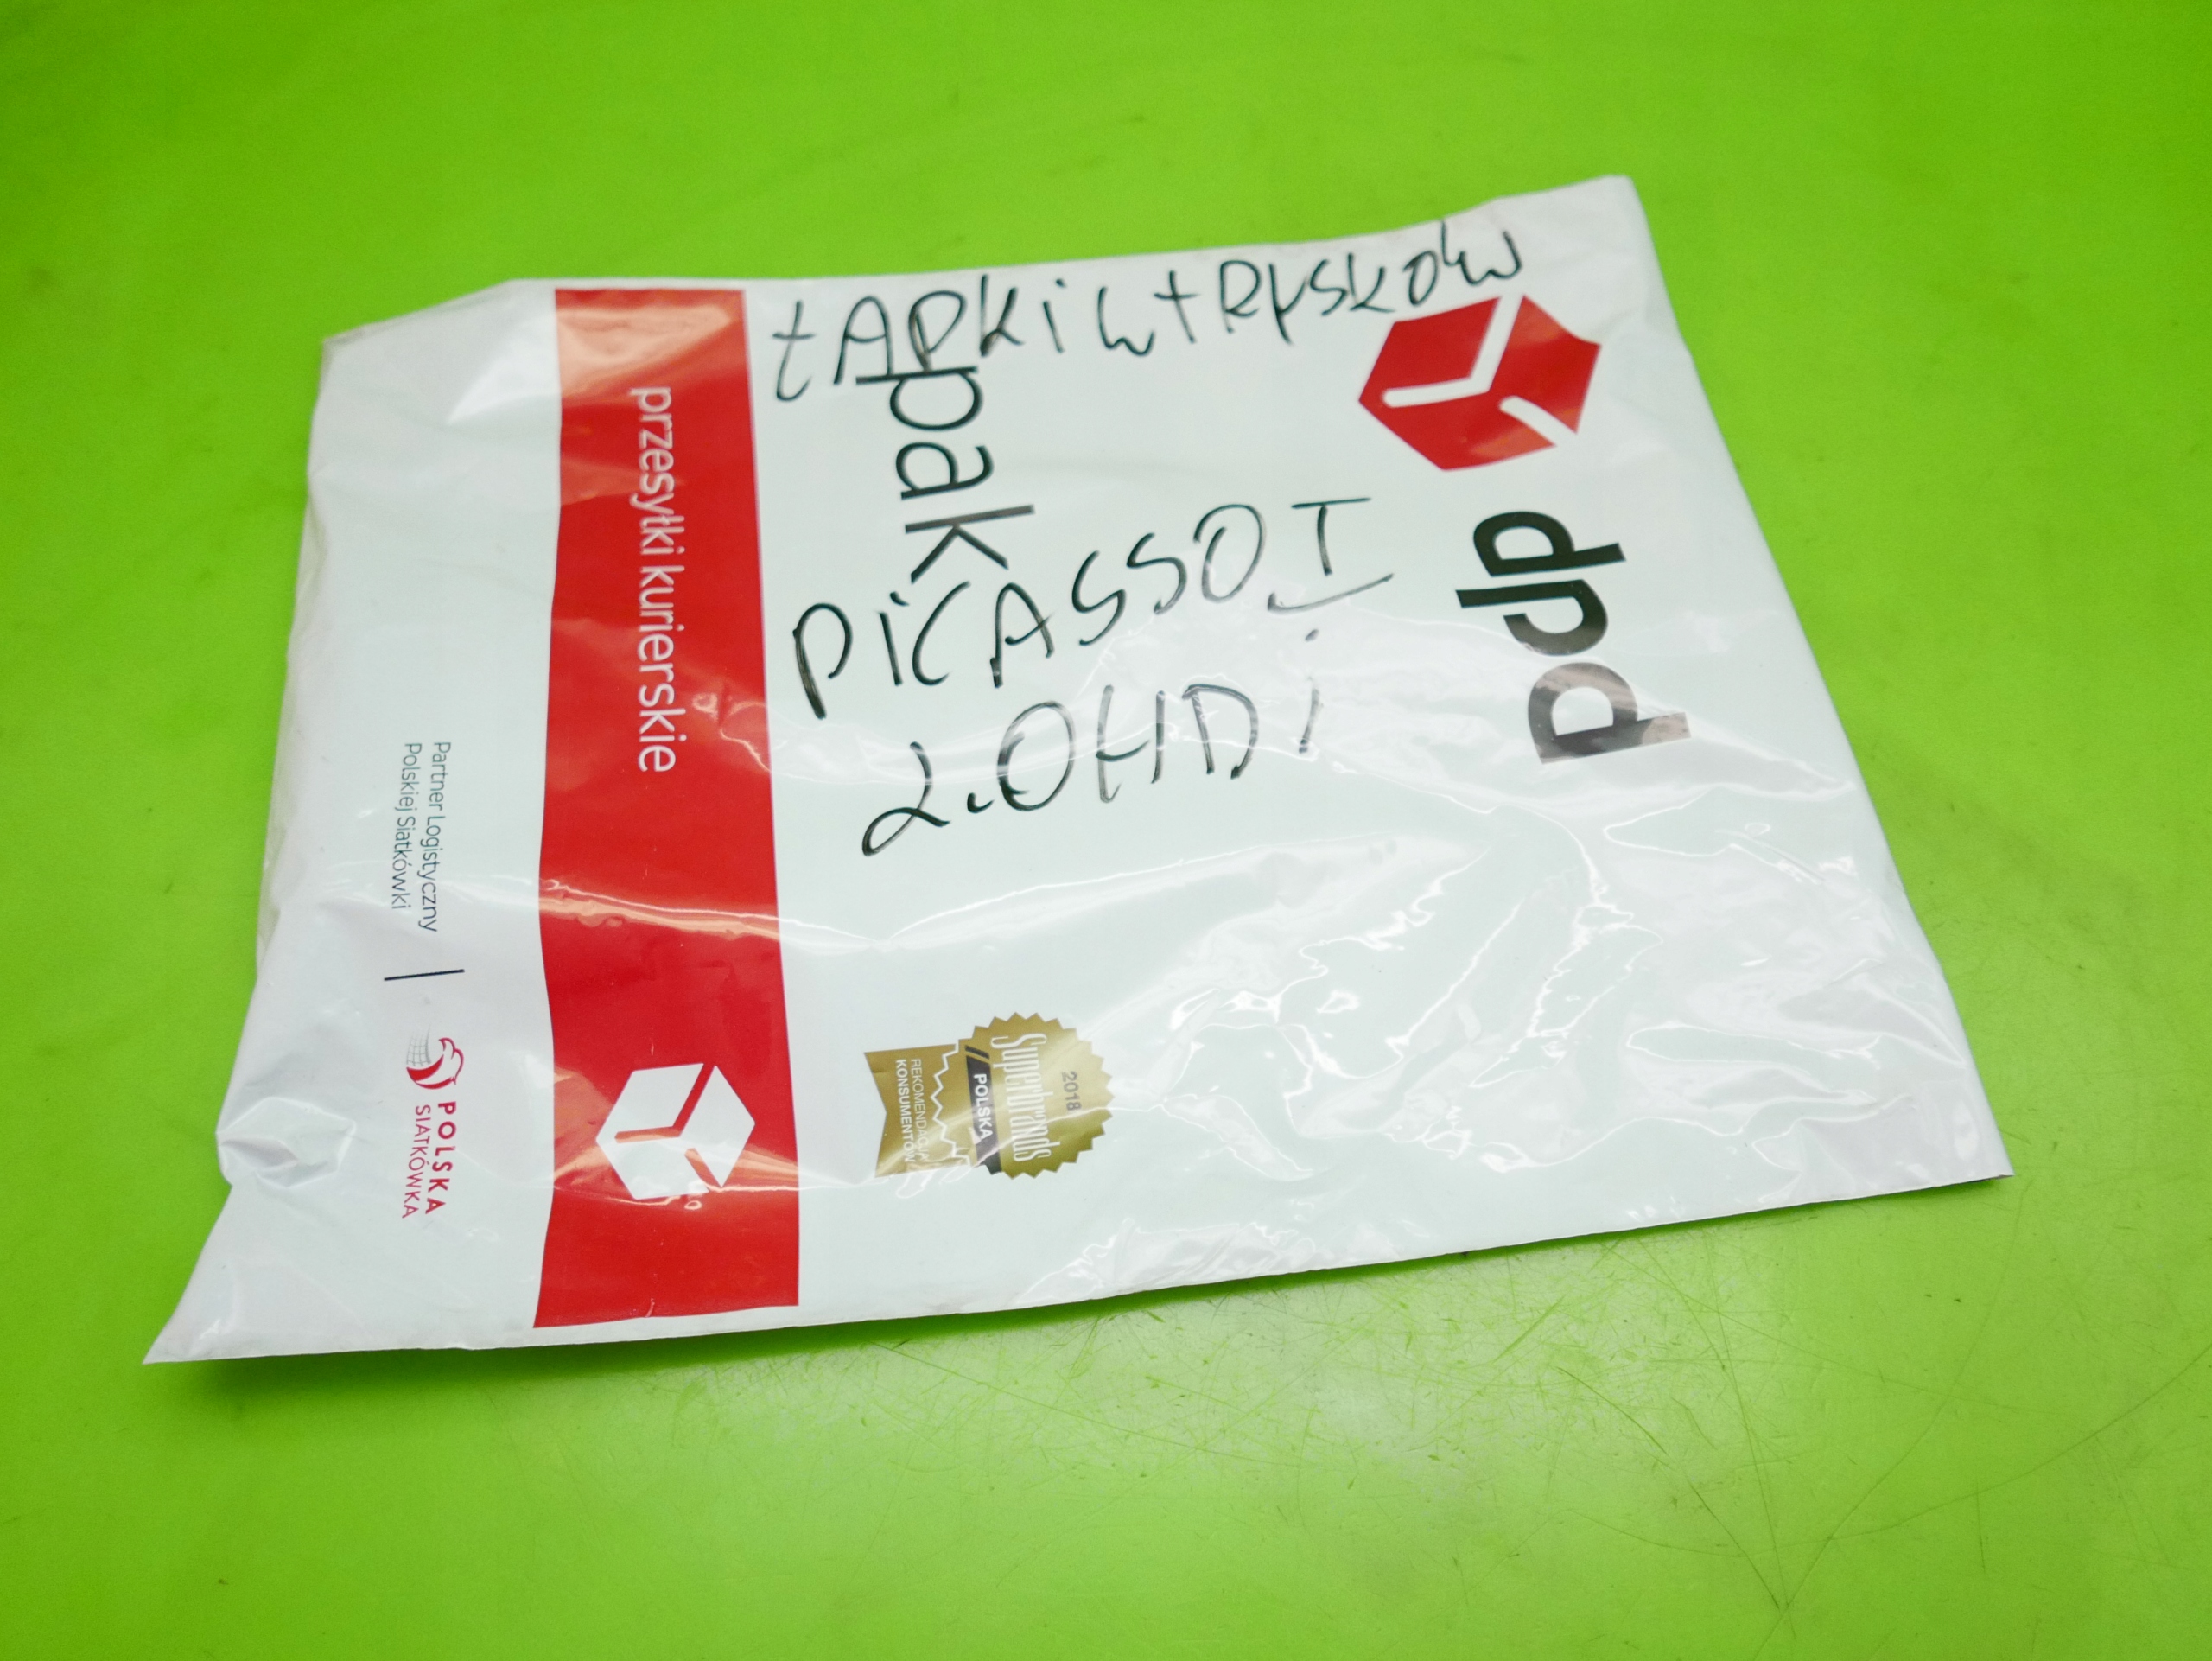 ŁAPKI WTRYSKÓW
PICASSO I
2.0HDI
dpd
pak
przesyłki kurierskie
Partner Logistyczny
Polskiej Siatkówki
POLSKA
SIATKÓWKA
2018
Superbrands
POLSKA
REKOMENDACJA
KONSUMENTÓW